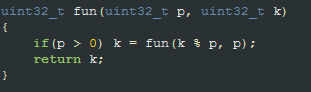 uint32_t fun(uint32_t p, uint32_t k)
{
    if(p > 0) k = fun(k % p, p);
    return k;
}